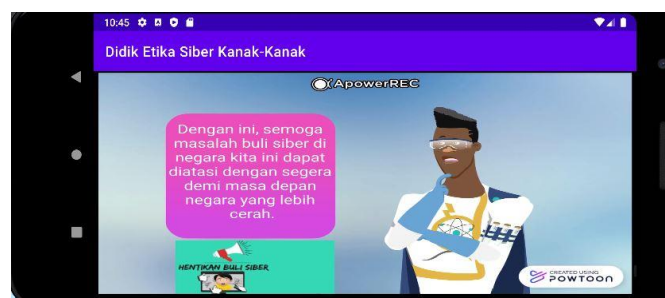 10:45
Didik Etika Siber Kanak-Kanak
ApowerREC
Dengan ini, semoga
masalah buli siber di
negara kita ini dapat
diatasi dengan segera
demi masa depan
negara yang lebih
cerah.
HENTIKAN BULI SIBER
CREATED USING
POWTOON